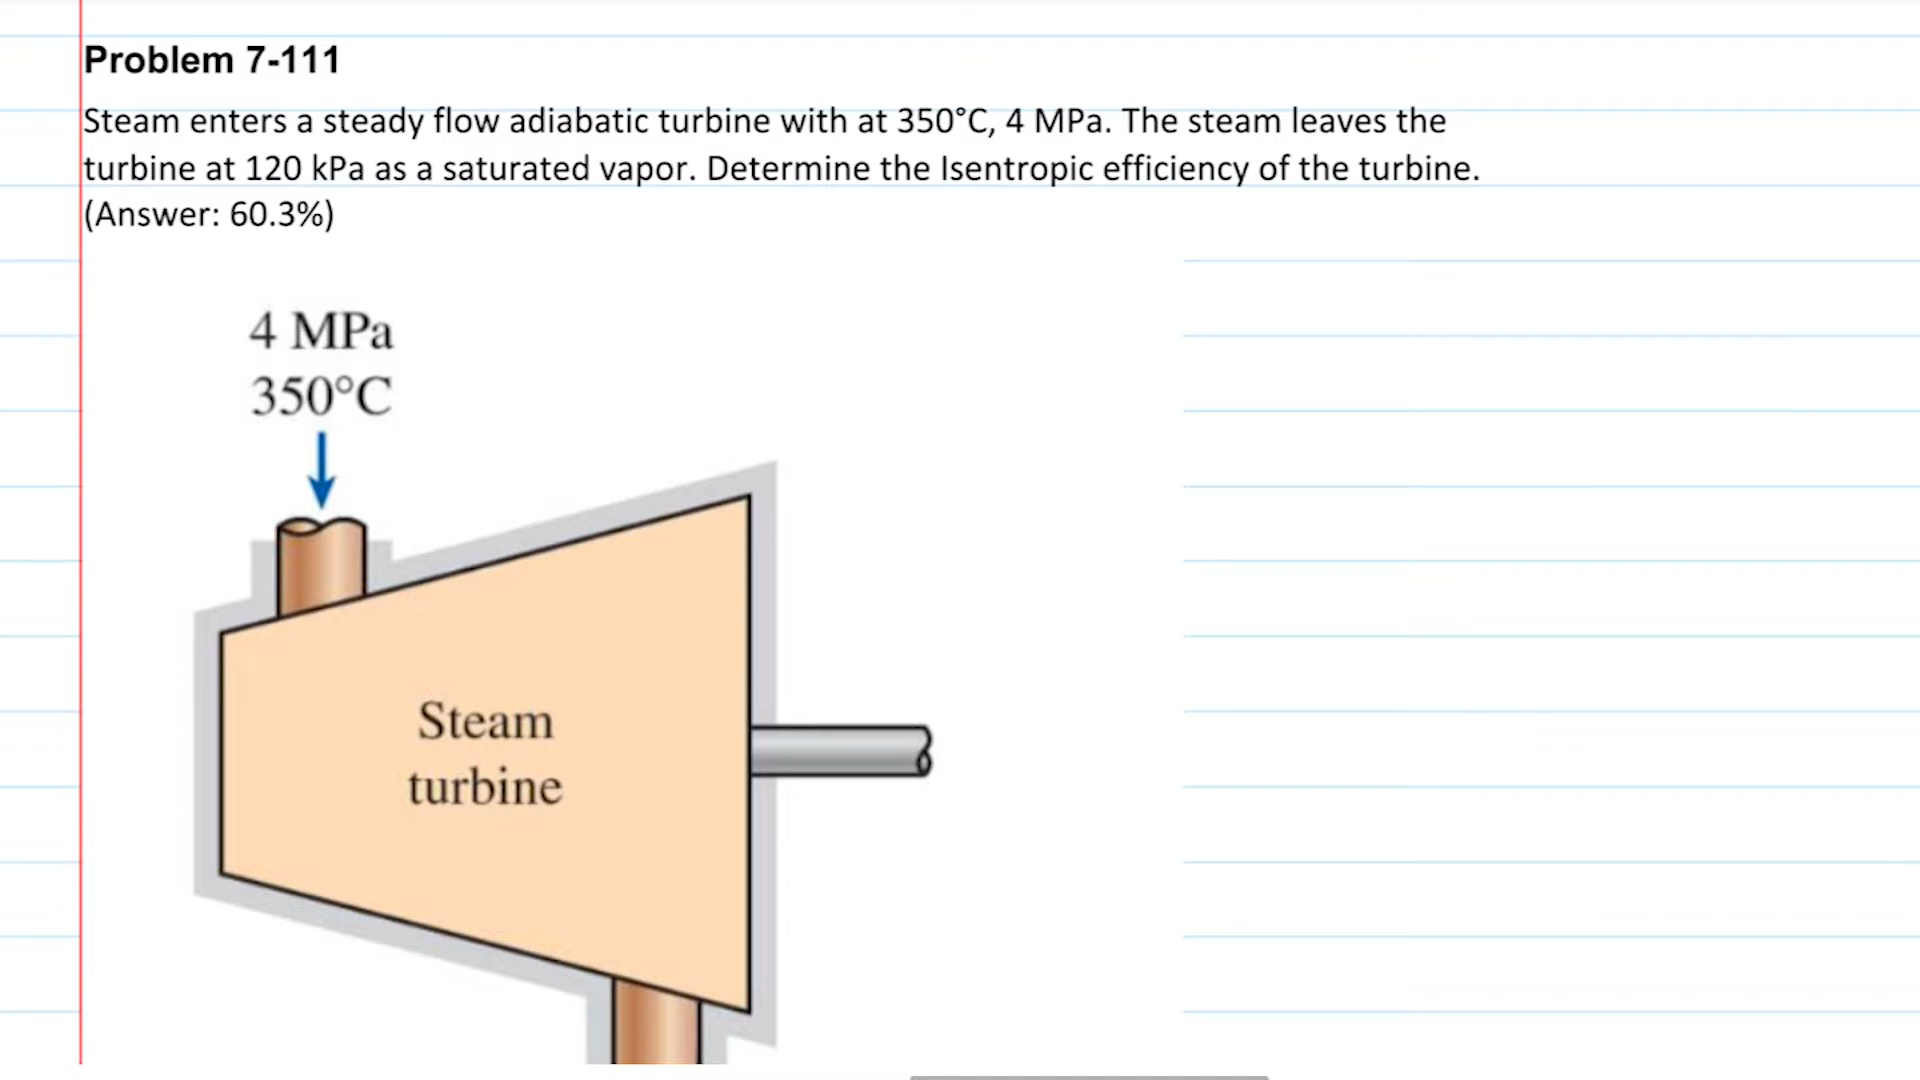 Problem 7-111
Steam enters a steady flow adiabatic turbine with at 350°C, 4 MPa. The steam leaves the
turbine at 120 kPa as a saturated vapor. Determine the Isentropic efficiency of the turbine.
(Answer: 60.3%)
4 MPa
350°C
Steam
turbine